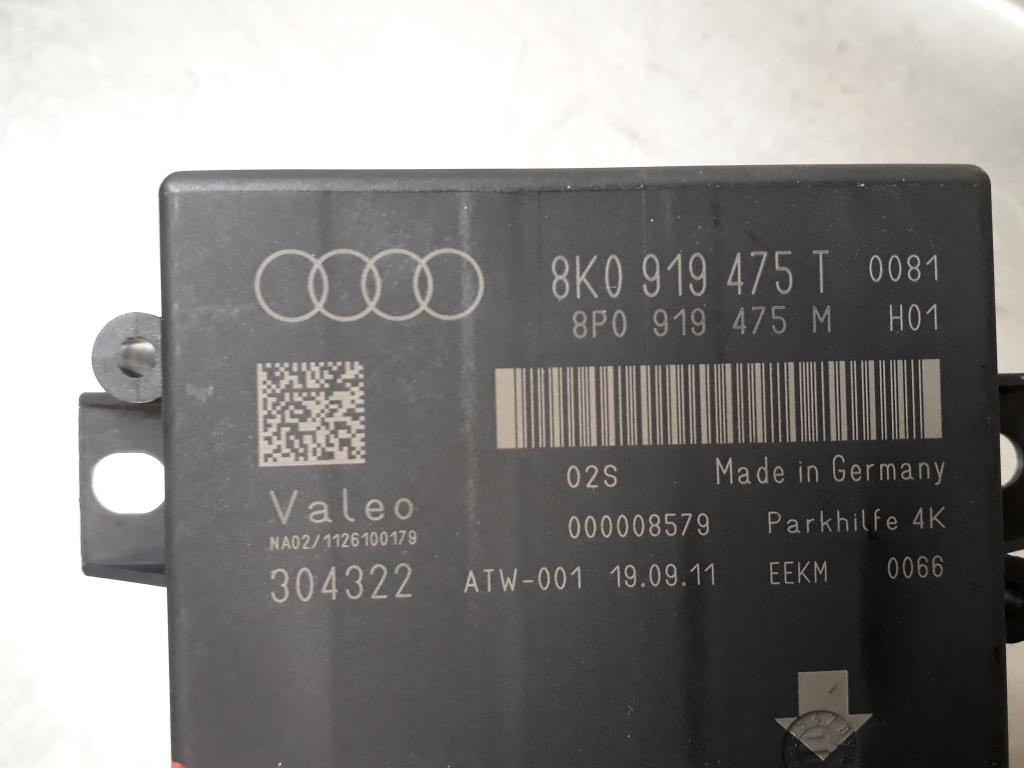 8K0 919 475 T 0081
8P0 919 475 M H01
02S Made in Germany
Valeo
000008579 Parkhilfe 4K
NA02/1126100179
304322 ATW-001 19.09.11 EEKM 0066